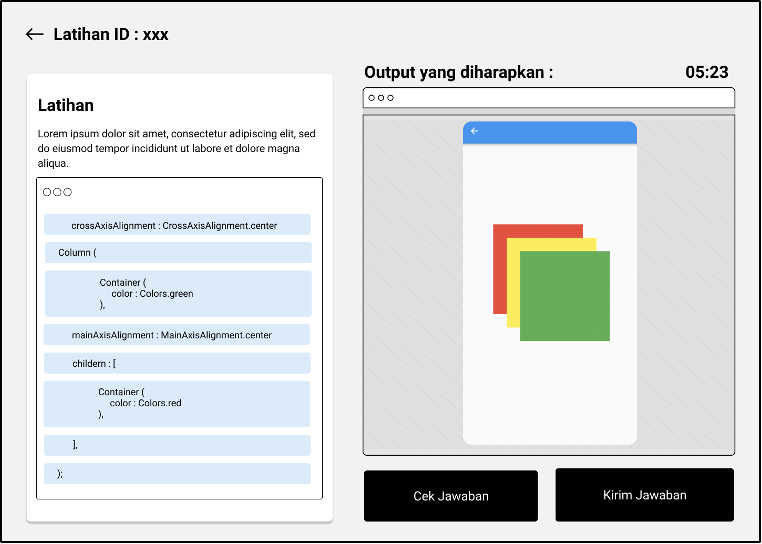 Latihan ID : xxx
Latihan
Lorem ipsum dolor sit amet, consectetur adipiscing elit, sed
do eiusmod tempor incididunt ut labore et dolore magna
aliqua.
crossAxisAlignment : CrossAxisAlignment.center
Column (
Container (
color : Colors.green
),
mainAxisAlignment : MainAxisAlignment.center
childern : [
Container (
color : Colors.red
),
],
);
Output yang diharapkan :
05:23
Cek Jawaban
Kirim Jawaban